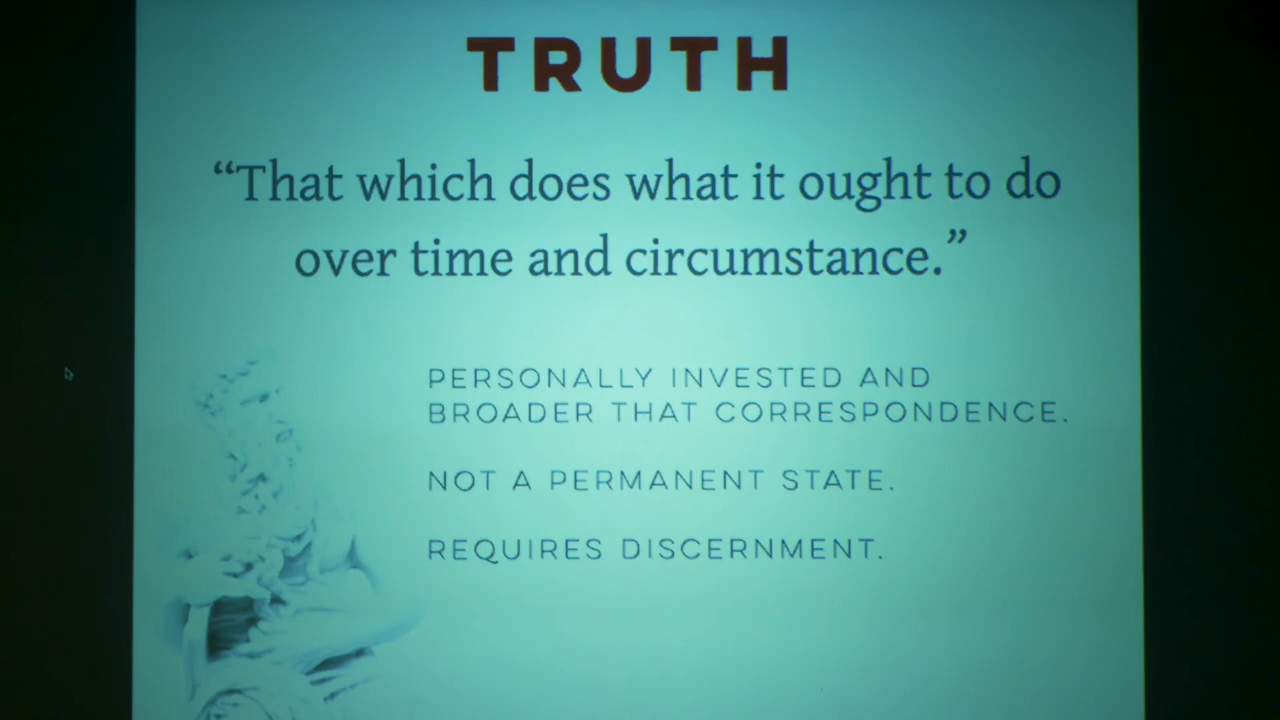 TRUTH
“That which does what it ought to do
over time and circumstance.”
PERSONALLY INVESTED AND
BROADER THAT CORRESPONDENCE.
NOT A PERMANENT STATE.
REQUIRES DISCERNMENT.